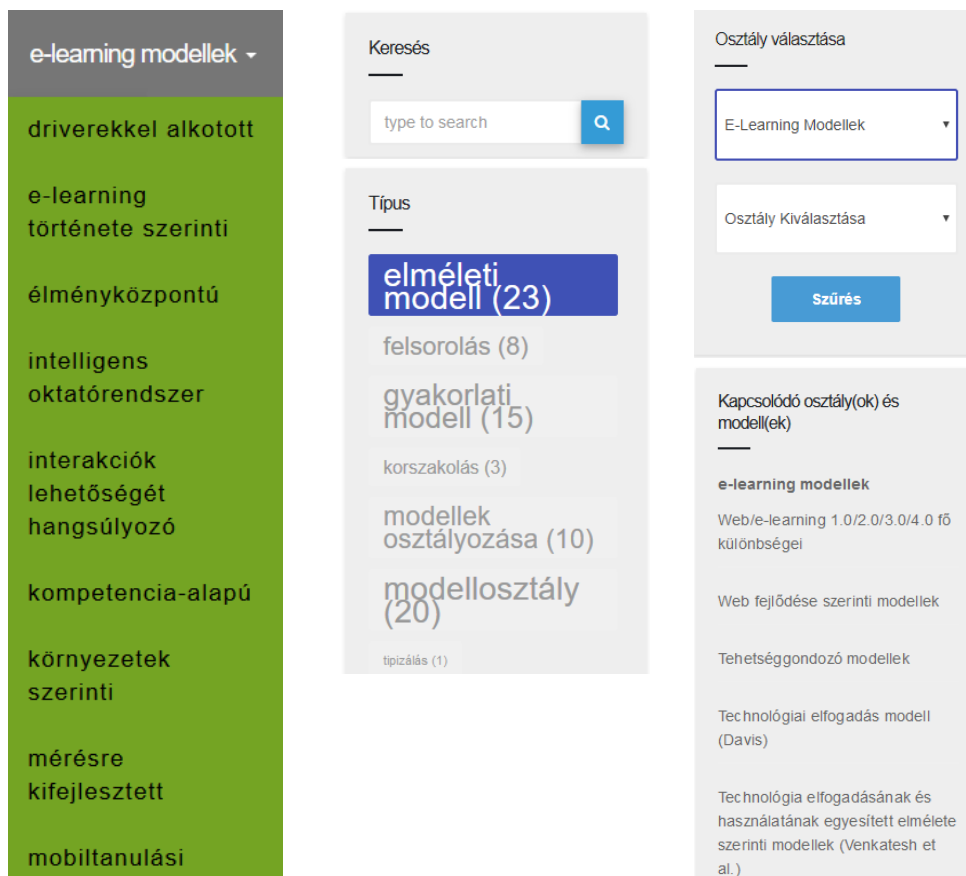 e-learning modellek
driverekkel alkotott
e-learning
története szerinti
élményközpontú
intelligens
oktatórendszer
interakciók
lehetőségét
hangsúlyozó
kompetencia-alapú
környezetek
szerinti
mérésre
kifejlesztett
mobiltanulási
Keresés
type to search
Típus
elméleti
modell (23)
felsorolás (8)
gyakorlati
modell (15)
korszakolás (3)
modellek
osztályozása (10)
modellosztály
(20)
tipizálás (1)
Osztály választása
E-Learning Modellek
Osztály Kiválasztása
Szűrés
Kapcsolódó osztály(ok) és
modell(ek)
e-learning modellek
Web/e-learning 1.0/2.0/3.0/4.0 fő
különbségei
Web fejlődése szerinti modellek
Tehetséggondozó modellek
Technológiai elfogadás modell
(Davis)
Technológia elfogadásának és
használatának egyesített elmélete
szerinti modellek (Venkatesh et
al.)